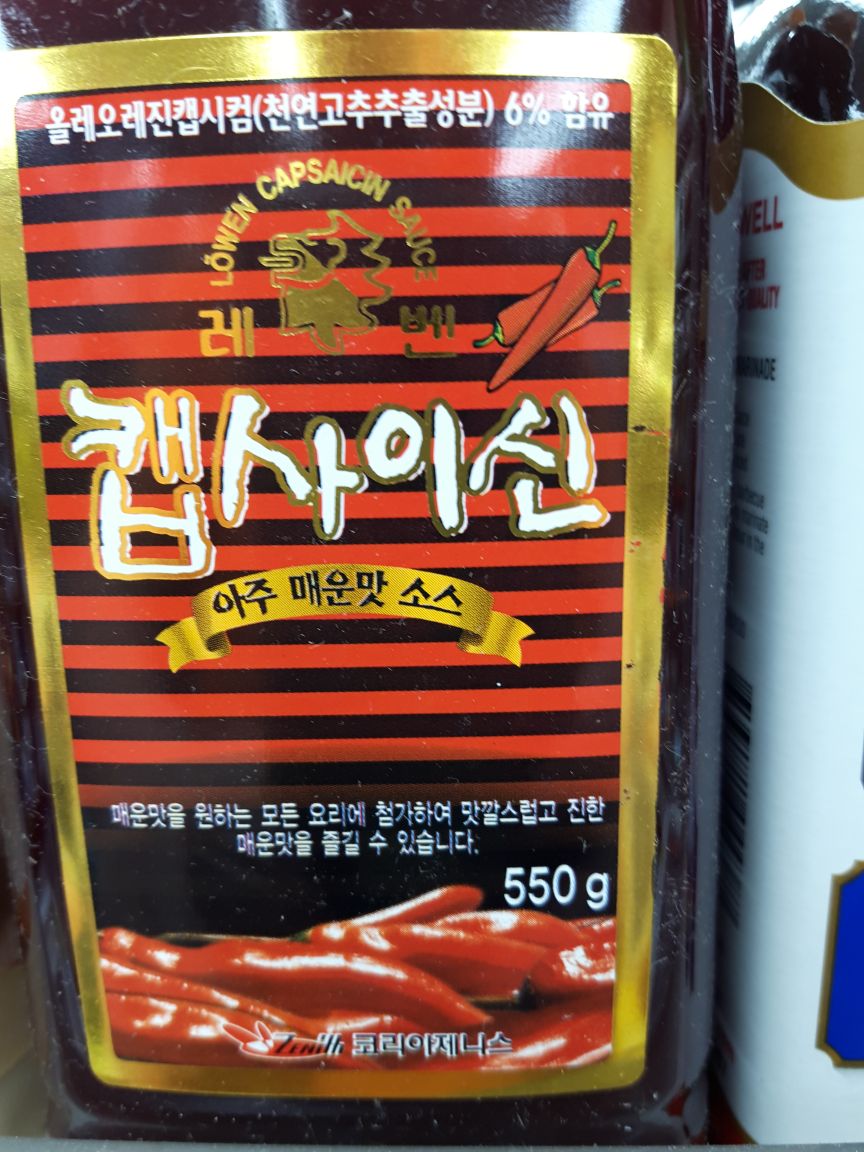 올레오레진캡시컴(천연고추추출성분) 6% 함유
LÖWEN CAPSAICIN SAUCE
레벤
캡사이신
아주 매운맛 소스
매운맛을 원하는 모든 요리에 첨가하여 맛깔스럽고 진한
매운맛을 즐길 수 있습니다.
550 g
ZENITH 코리아제니스
WELL